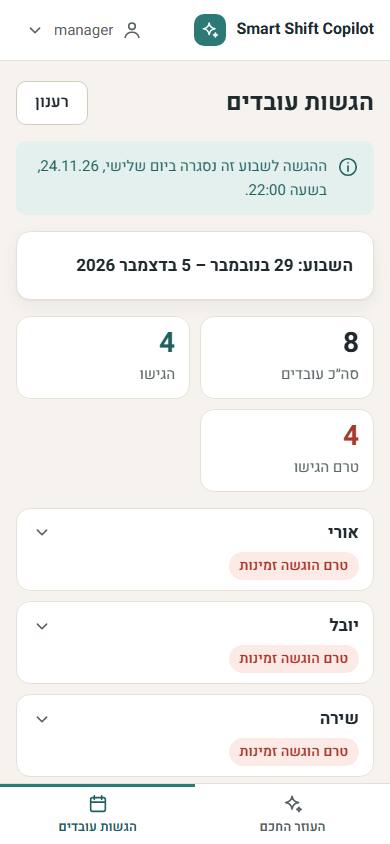 Smart Shift Copilot
manager
הגשות עובדים
רענון
ההגשה לשבוע זה נסגרה ביום שלישי, 24.11.26,
בשעה 22:00.
השבוע: 29 בנובמבר – 5 בדצמבר 2026
8
סה״כ עובדים
4
הגישו
4
טרם הגישו
אורי
טרם הוגשה זמינות
יובל
טרם הוגשה זמינות
שירה
טרם הוגשה זמינות
העוזר החכם
הגשות עובדים